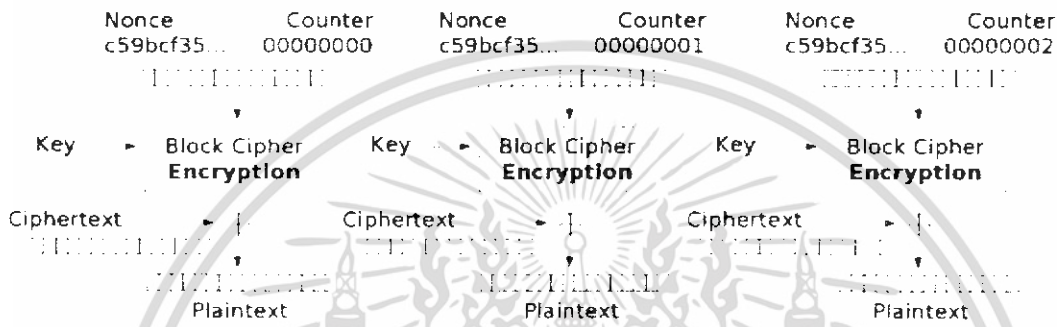 Nonce Counter Nonce Counter Nonce Counter
c59bcf35... 00000000 c59bcf35... 00000001 c59bcf35... 00000002
Key Block Cipher Key Block Cipher Key Block Cipher
Encryption Encryption Encryption
Ciphertext Ciphertext Ciphertext
Plaintext Plaintext Plaintext